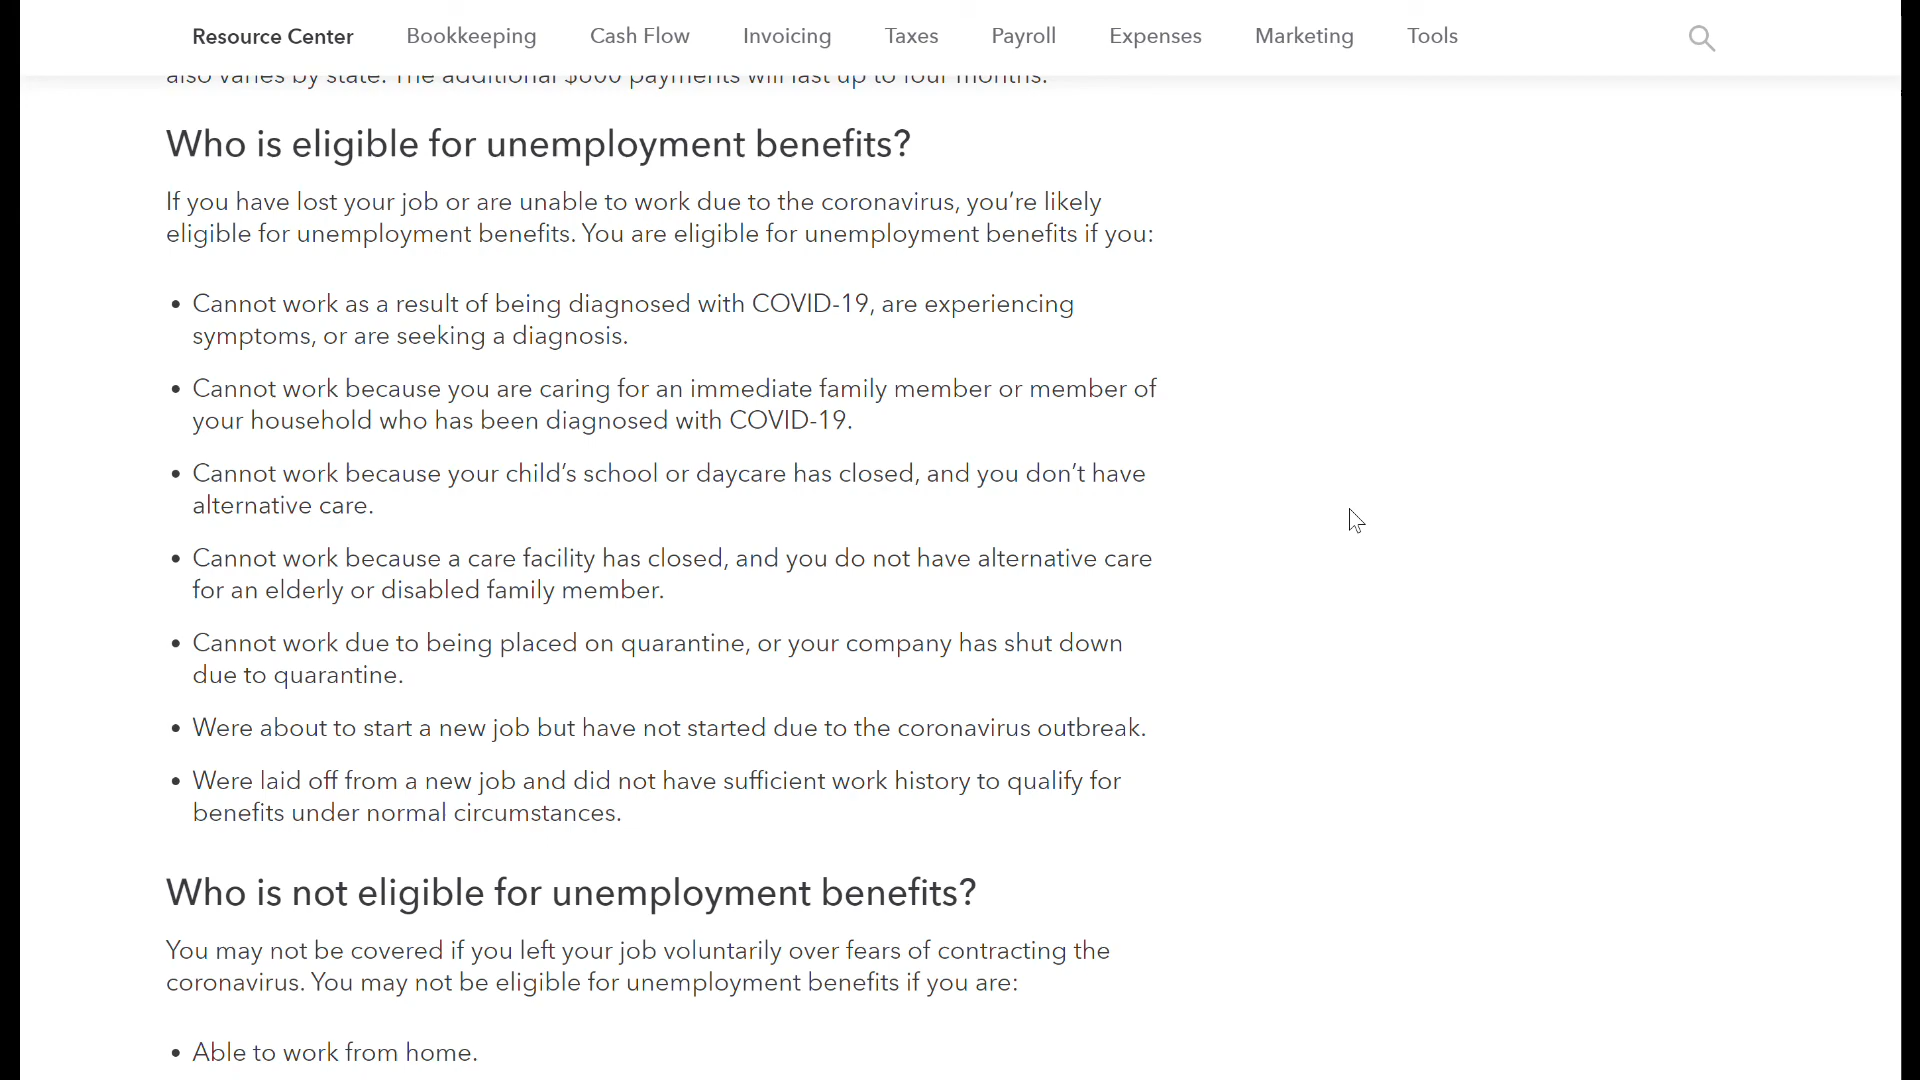 Resource Center Bookkeeping Cash Flow Invoicing Taxes Payroll Expenses Marketing Tools
also varies by state. The additional $600 payments will last up to four months.
Who is eligible for unemployment benefits?
If you have lost your job or are unable to work due to the coronavirus, you’re likely
eligible for unemployment benefits. You are eligible for unemployment benefits if you:
• Cannot work as a result of being diagnosed with COVID-19, are experiencing
symptoms, or are seeking a diagnosis.
• Cannot work because you are caring for an immediate family member or member of
your household who has been diagnosed with COVID-19.
• Cannot work because your child’s school or daycare has closed, and you don’t have
alternative care.
• Cannot work because a care facility has closed, and you do not have alternative care
for an elderly or disabled family member.
• Cannot work due to being placed on quarantine, or your company has shut down
due to quarantine.
• Were about to start a new job but have not started due to the coronavirus outbreak.
• Were laid off from a new job and did not have sufficient work history to qualify for
benefits under normal circumstances.
Who is not eligible for unemployment benefits?
You may not be covered if you left your job voluntarily over fears of contracting the
coronavirus. You may not be eligible for unemployment benefits if you are:
• Able to work from home.